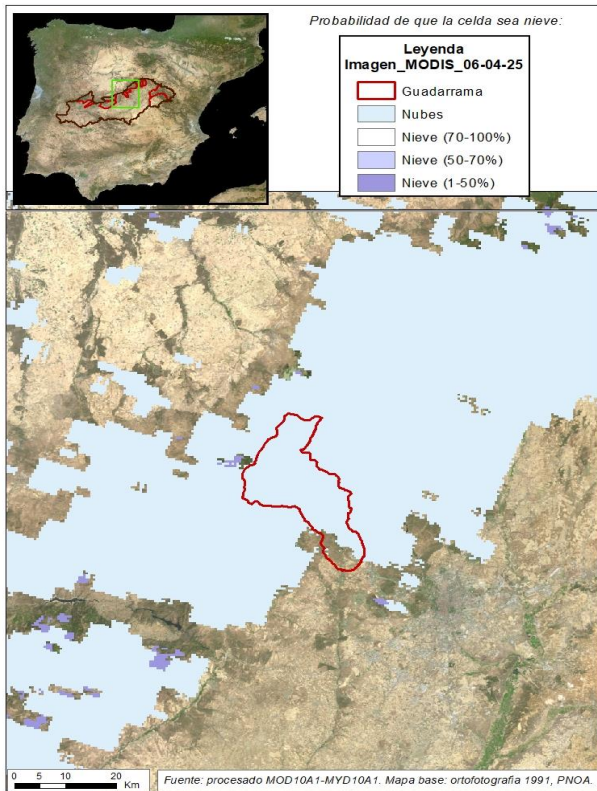 Probabilidad de que la celda sea nieve:
Leyenda
Imagen_MODIS_06-04-25
Guadarrama
Nubes
Nieve (70-100%)
Nieve (50-70%)
Nieve (1-50%)
0 5 10 20
Km
Fuente: procesado MOD10A1-MYD10A1. Mapa base: ortofotografia 1991, PNOA.